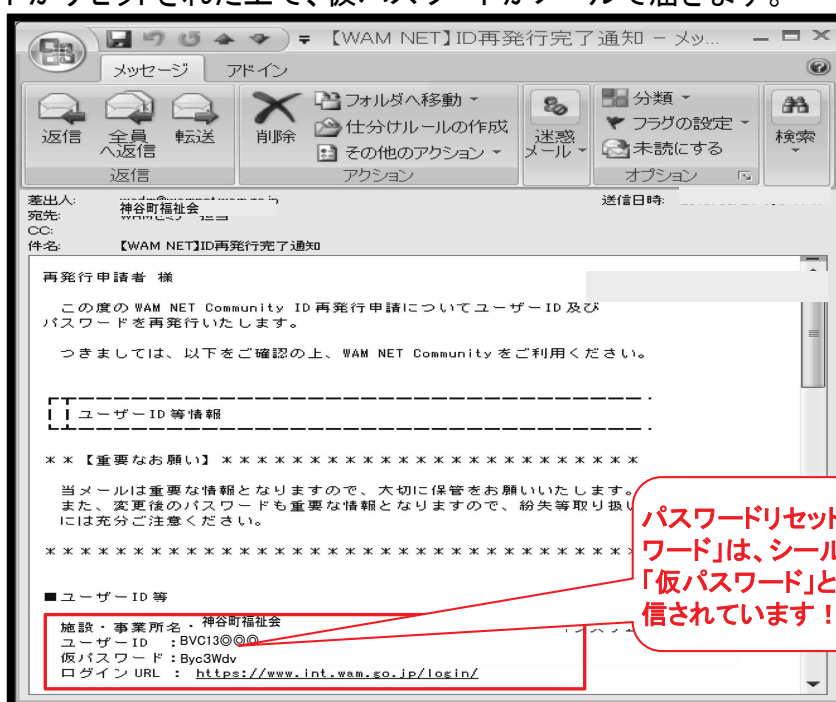 ドがリセットされた上で、仮パスワードがメールで届きます。
【WAM NET】ID再発行完了通知 - メッ...
メッセージ アドイン
返信 全員へ返信 転送
返信
削除
フォルダへ移動
仕分けルールの作成
その他のアクション
アクション
迷惑メール
分類
フラグの設定
未読にする
オプション
検索
差出人:
送信日時:
宛先: 神谷町福祉会
CC:
件名: 【WAM NET】ID再発行完了通知
再発行申請者 様
この度の WAM NET Community ID 再発行申請についてユーザーID 及び
パスワードを再発行いたします。
つきましては、以下をご確認の上、WAM NET Community をご利用ください。
ユーザーID 等情報
**【重要なお願い】************************
当メールは重要な情報となりますので、大切に保管をお願いいたします。
また、変更後のパスワードも重要な情報となりますので、紛失等取り扱い
には充分ご注意ください。
**********************************
■ユーザーID 等
施設・事業所名・神谷町福祉会
ユーザーID :BVC13◎◎◎
仮パスワード:Byc3Wdv
ログイン URL : https://www.int.wam.go.jp/login/
パスワードリセット
ワード」は、シール
「仮パスワード」と
信されています!